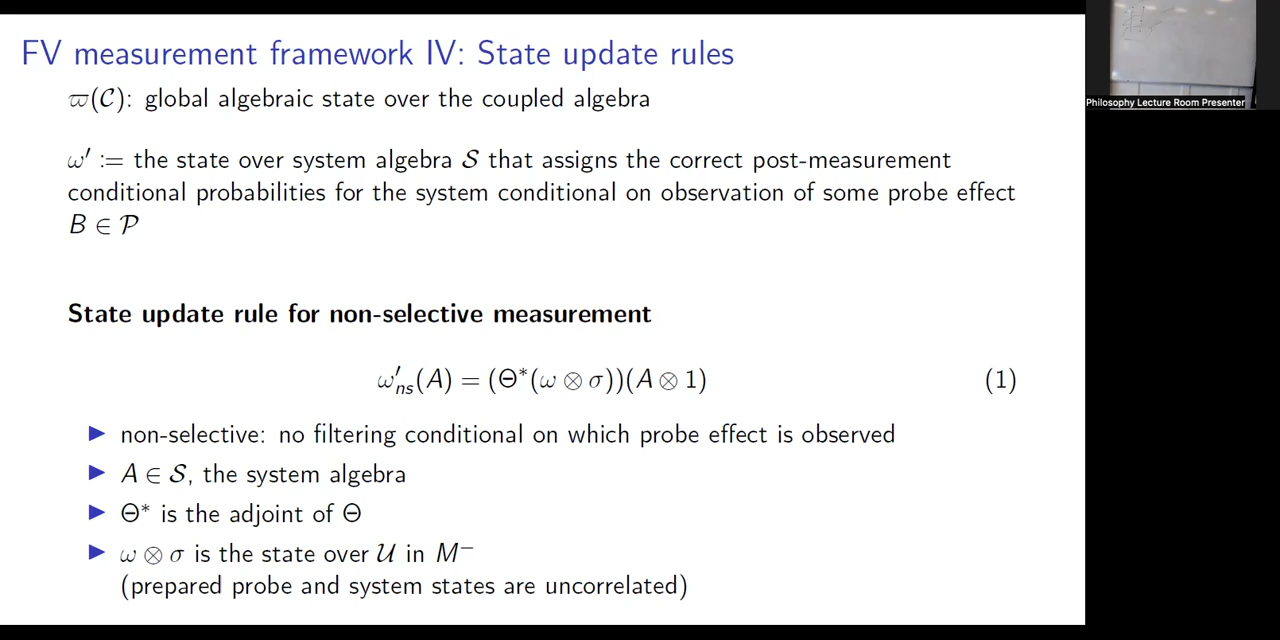 FV measurement framework IV: State update rules
ϖ(𝒞): global algebraic state over the coupled algebra
ω′ := the state over system algebra 𝒮 that assigns the correct post-measurement
conditional probabilities for the system conditional on observation of some probe effect
B ∈ 𝒫
State update rule for non-selective measurement
ω′ₙₛ(A) = (Θ*(ω ⊗ σ))(A ⊗ 1) (1)
▶ non-selective: no filtering conditional on which probe effect is observed
▶ A ∈ 𝒮, the system algebra
▶ Θ* is the adjoint of Θ
▶ ω ⊗ σ is the state over 𝒰 in M⁻
(prepared probe and system states are uncorrelated)
Philosophy Lecture Room Presenter